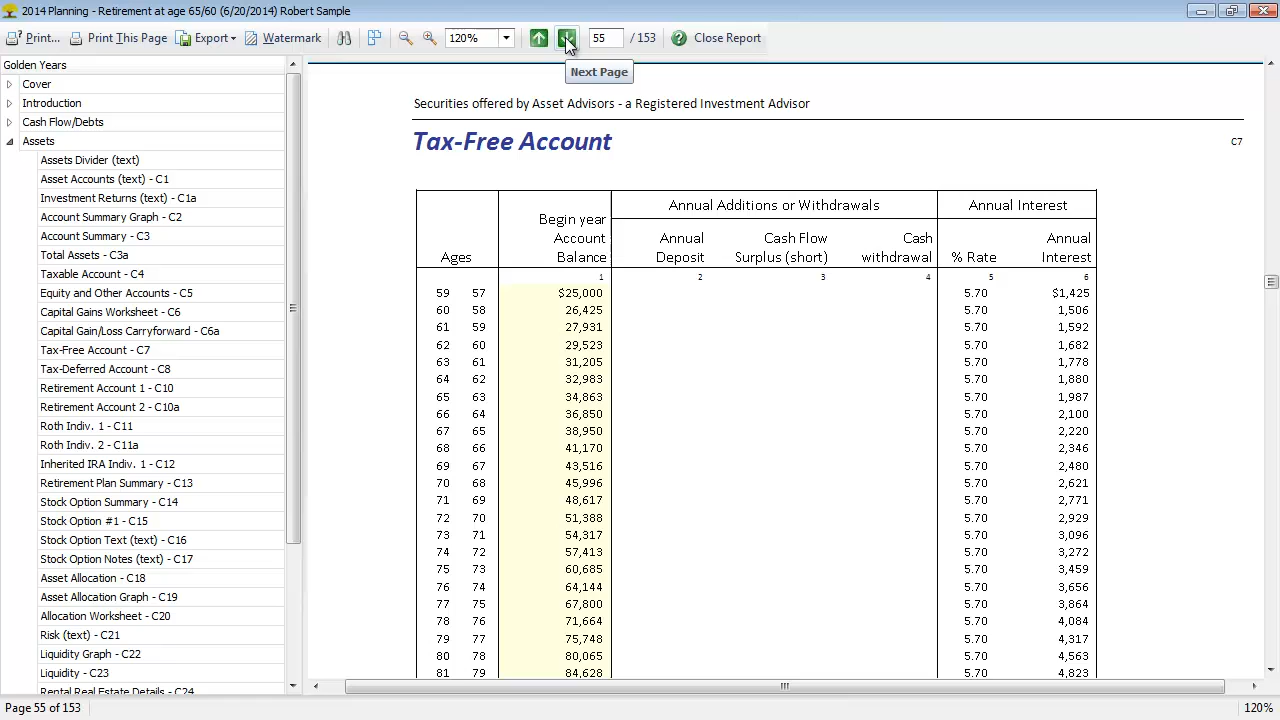 2014 Planning - Retirement at age 65/60 (6/20/2014) Robert Sample
Print... Print This Page Export Watermark 120% 55 / 153 Close Report
Next Page
Golden Years
Cover
Introduction
Cash Flow/Debts
Assets
Assets Divider (text)
Asset Accounts (text) - C1
Investment Returns (text) - C1a
Account Summary Graph - C2
Account Summary - C3
Total Assets - C3a
Taxable Account - C4
Equity and Other Accounts - C5
Capital Gains Worksheet - C6
Capital Gain/Loss Carryforward - C6a
Tax-Free Account - C7
Tax-Deferred Account - C8
Retirement Account 1 - C10
Retirement Account 2 - C10a
Roth Indiv. 1 - C11
Roth Indiv. 2 - C11a
Inherited IRA Indiv. 1 - C12
Retirement Plan Summary - C13
Stock Option Summary - C14
Stock Option #1 - C15
Stock Option Text (text) - C16
Stock Option Notes (text) - C17
Asset Allocation - C18
Asset Allocation Graph - C19
Allocation Worksheet - C20
Risk (text) - C21
Liquidity Graph - C22
Liquidity - C23
Rental Real Estate Details - C24
Securities offered by Asset Advisors - a Registered Investment Advisor
Tax-Free Account C7
Annual Additions or Withdrawals Annual Interest
Begin year
Account Annual Cash Flow Cash Annual
Ages Balance Deposit Surplus (short) withdrawal % Rate Interest
1 2 3 4 5 6
59 57 $25,000 5.70 $1,425
60 58 26,425 5.70 1,506
61 59 27,931 5.70 1,592
62 60 29,523 5.70 1,682
63 61 31,205 5.70 1,778
64 62 32,983 5.70 1,880
65 63 34,863 5.70 1,987
66 64 36,850 5.70 2,100
67 65 38,950 5.70 2,220
68 66 41,170 5.70 2,346
69 67 43,516 5.70 2,480
70 68 45,996 5.70 2,621
71 69 48,617 5.70 2,771
72 70 51,388 5.70 2,929
73 71 54,317 5.70 3,096
74 72 57,413 5.70 3,272
75 73 60,685 5.70 3,459
76 74 64,144 5.70 3,656
77 75 67,800 5.70 3,864
78 76 71,664 5.70 4,084
79 77 75,748 5.70 4,317
80 78 80,065 5.70 4,563
81 79 84,628 5.70 4,823
Page 55 of 153 120%